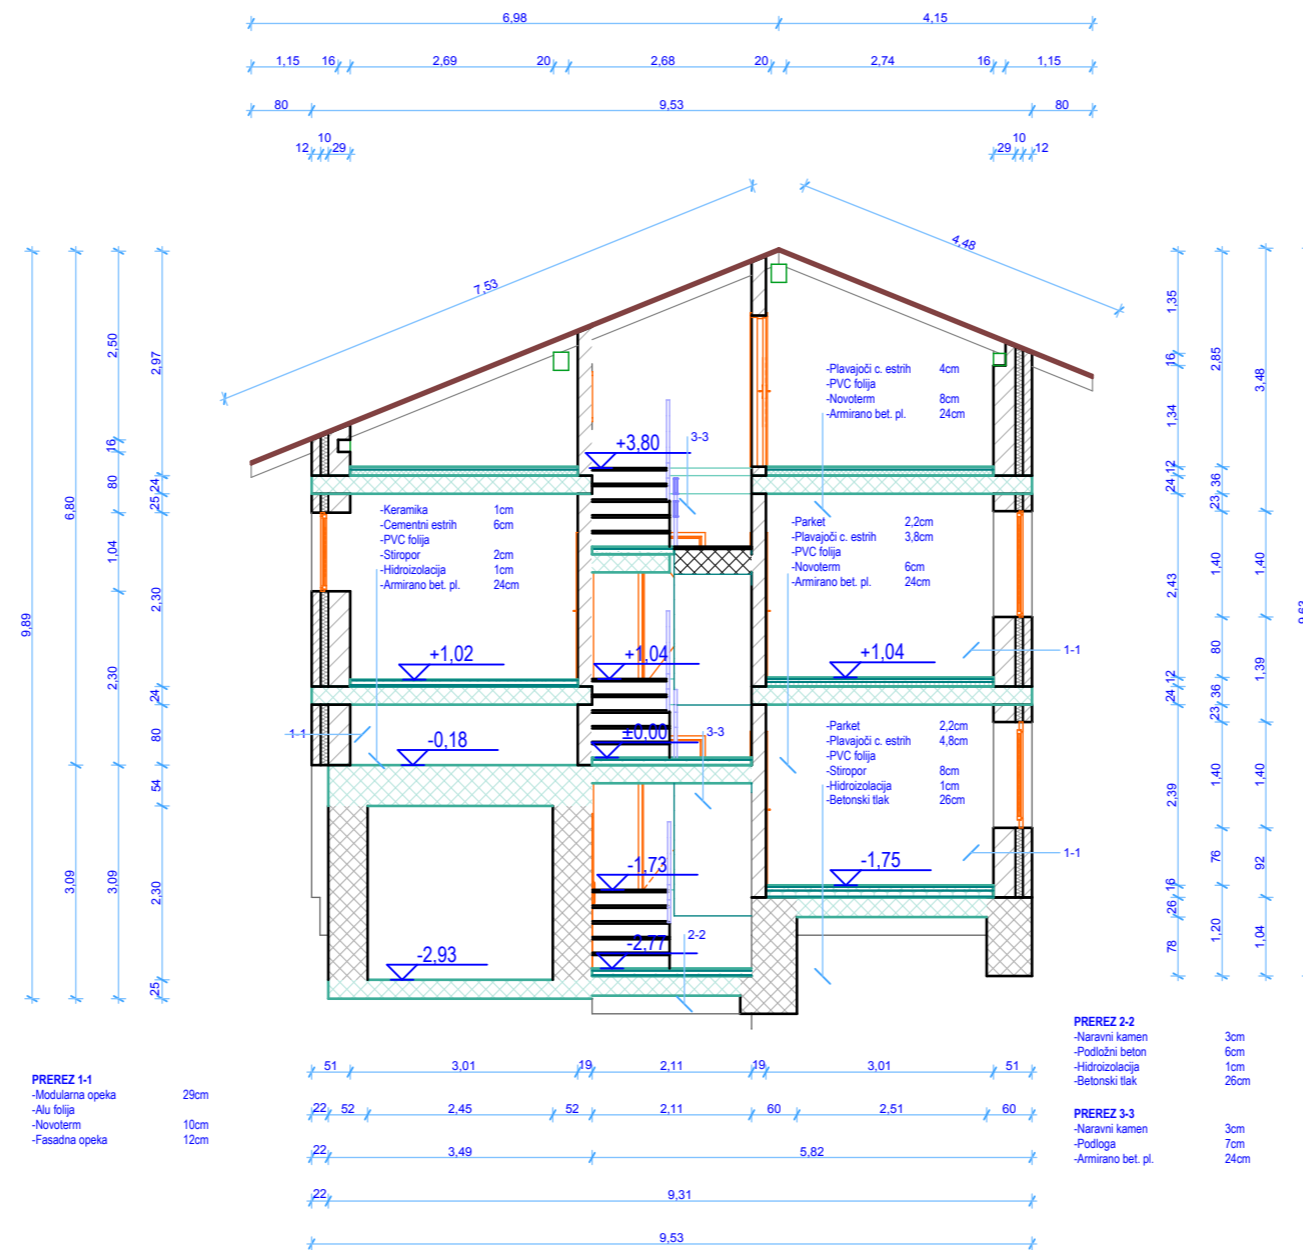 6,98 4,15
1,15 16 2,69 20 2,68 20 2,74 16 1,15
80 9,53 80
12 10 29 29 10 12
7,53
4,48
9,89
6,80 3,09
2,50 16 80 1,04 2,30 3,09
2,97 24 25 2,30 24 80 54 2,30 25
1,35 16 1,34 12 24 2,43 12 24 2,39 16 26 78
2,85 36 23 1,40 80 36 23 1,40 76 1,20
3,48 1,40 1,39 1,40 92 1,04
-Plavajoči c. estrih 4cm
-PVC folija
-Novoterm 8cm
-Armirano bet. pl. 24cm
+3,80
3-3
-Keramika 1cm
-Cementni estrih 6cm
-PVC folija
-Stiropor 2cm
-Hidroizolacija 1cm
-Armirano bet. pl. 24cm
-Parket 2,2cm
-Plavajoči c. estrih 3,8cm
-PVC folija
-Novoterm 6cm
-Armirano bet. pl. 24cm
+1,02
+1,04
+1,04
1-1
1-1
-0,18
±0,00
3-3
-Parket 2,2cm
-Plavajoči c. estrih 4,8cm
-PVC folija
-Stiropor 8cm
-Hidroizolacija 1cm
-Betonski tlak 26cm
-1,73
-1,75
1-1
2-2
-2,93
-2,77
51 3,01 19 2,11 19 3,01 51
22 52 2,45 52 2,11 60 2,51 60
22 3,49 5,82
22 9,31
9,53
PREREZ 1-1
-Modularna opeka 29cm
-Alu folija
-Novoterm 10cm
-Fasadna opeka 12cm
PREREZ 2-2
-Naravni kamen 3cm
-Podložni beton 6cm
-Hidroizolacija 1cm
-Betonski tlak 26cm
PREREZ 3-3
-Naravni kamen 3cm
-Podloga 7cm
-Armirano bet. pl. 24cm